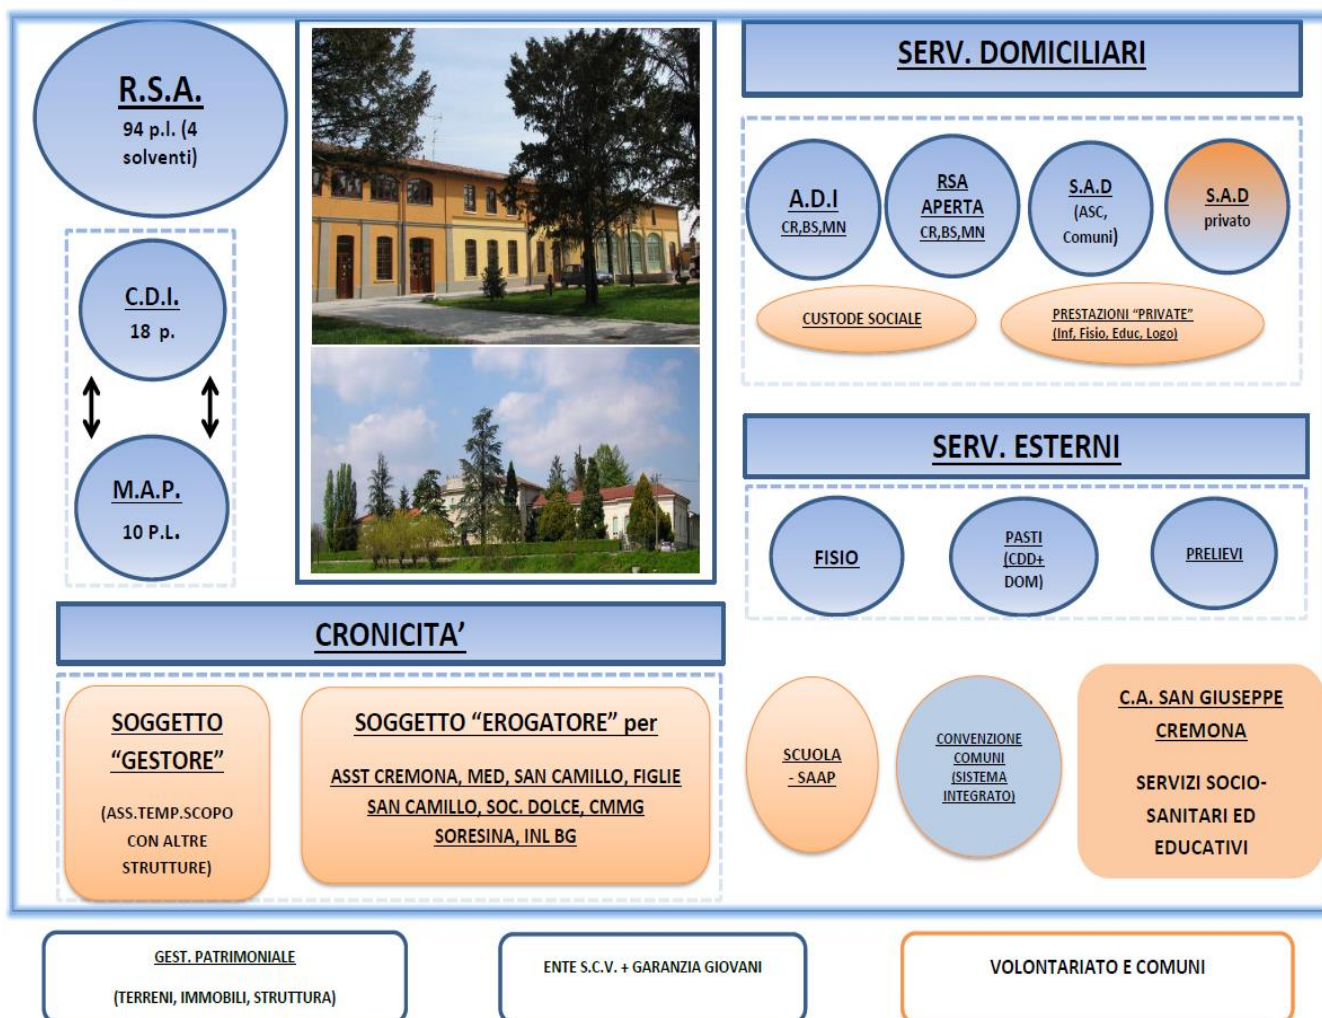 R.S.A.
94 p.l. (4
solventi)
C.D.I.
18 p.
M.A.P.
10 P.L.
SERV. DOMICILIARI
A.D.I
CR,BS,MN
RSA
APERTA
CR,BS,MN
S.A.D
(ASC,
Comuni)
S.A.D
privato
CUSTODE SOCIALE
PRESTAZIONI "PRIVATE"
(Inf, Fisio, Educ, Logo)
SERV. ESTERNI
FISIO
PASTI
(CDD+
DOM)
PRELIEVI
CRONICITA'
SOGGETTO
"GESTORE"
(ASS.TEMP.SCOPO
CON ALTRE
STRUTTURE)
SOGGETTO "EROGATORE" per
ASST CREMONA, MED, SAN CAMILLO, FIGLIE
SAN CAMILLO, SOC. DOLCE, CMMG
SORESINA, INL BG
SCUOLA
- SAAP
CONVENZIONE
COMUNI
(SISTEMA
INTEGRATO)
C.A. SAN GIUSEPPE
CREMONA
SERVIZI SOCIO-
SANITARI ED
EDUCATIVI
GEST. PATRIMONIALE
(TERRENI, IMMOBILI, STRUTTURA)
ENTE S.C.V. + GARANZIA GIOVANI
VOLONTARIATO E COMUNI